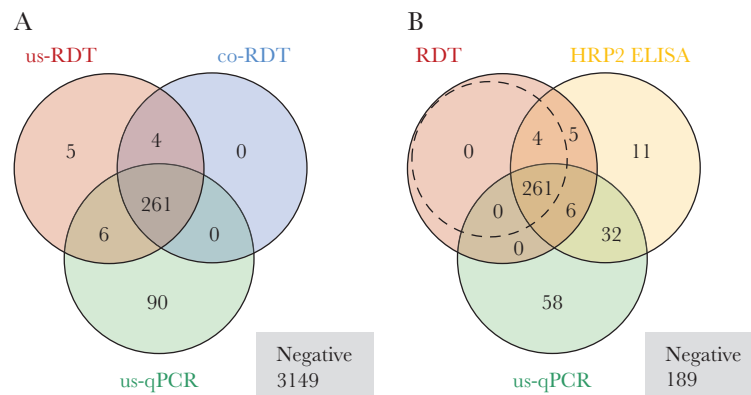 A
us-RDT
co-RDT
5
4
0
261
6
0
90
us-qPCR
Negative
3149
B
RDT
HRP2 ELISA
0
4
5
11
261
0
6
0
32
58
us-qPCR
Negative
189